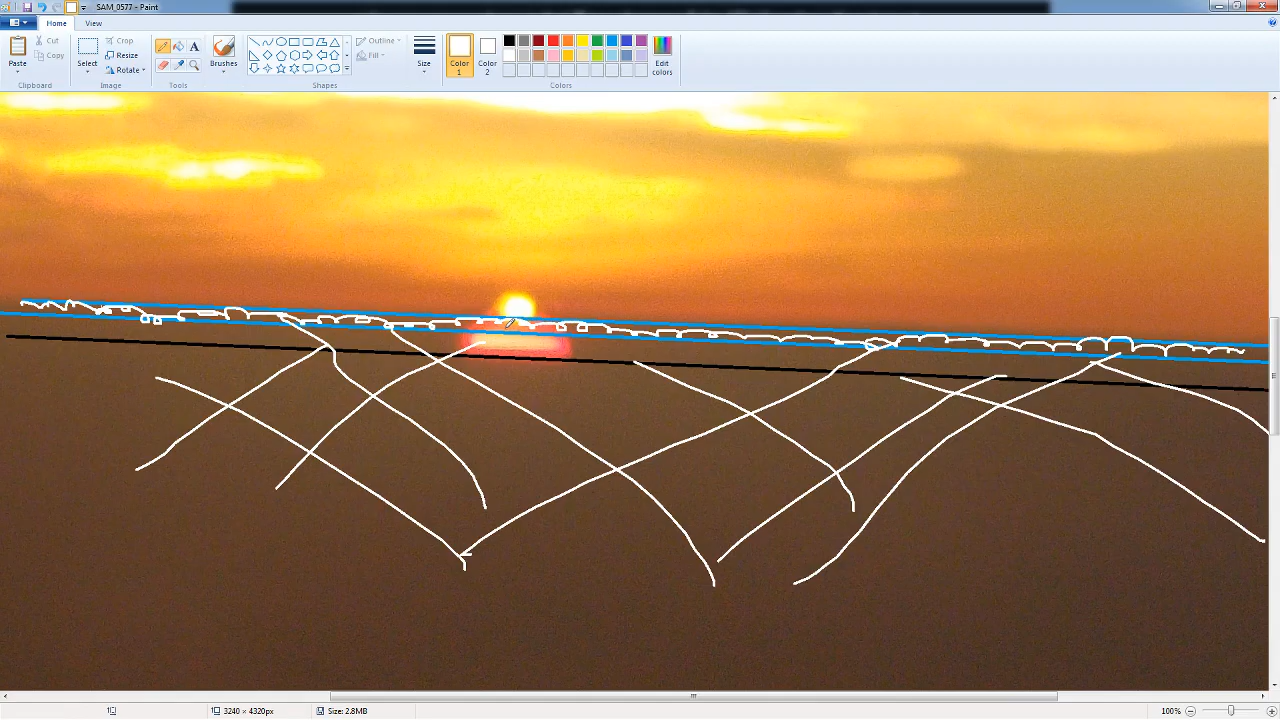 SAM_0577 - Paint
Home View
Paste
Cut
Copy
Clipboard
Select
Crop
Resize
Rotate
Image
A
Tools
Brushes
Shapes
Outline
Fill
Size
Color 1
Color 2
Edit colors
Colors
3240 × 4320px
Size: 2.8MB
100%